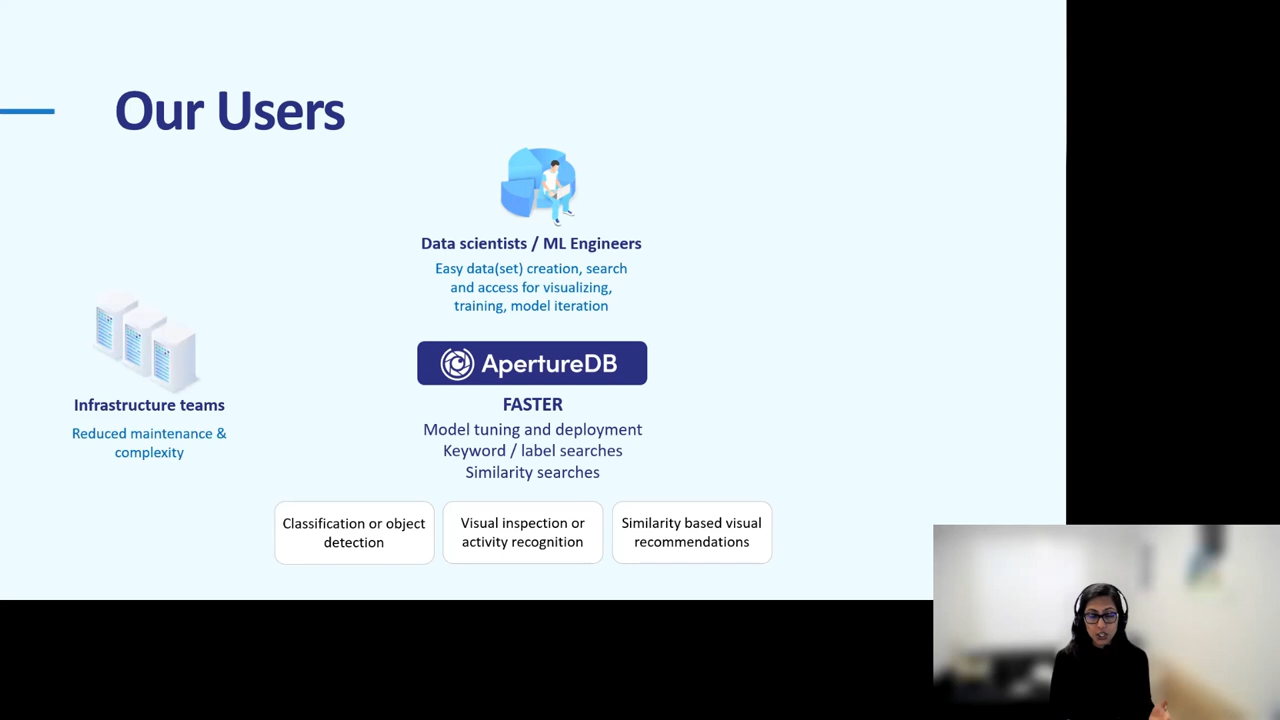 Our Users
Data scientists / ML Engineers
Easy data(set) creation, search
and access for visualizing,
training, model iteration
Infrastructure teams
Reduced maintenance &
complexity
ApertureDB
FASTER
Model tuning and deployment
Keyword / label searches
Similarity searches
Classification or object
detection
Visual inspection or
activity recognition
Similarity based visual
recommendations